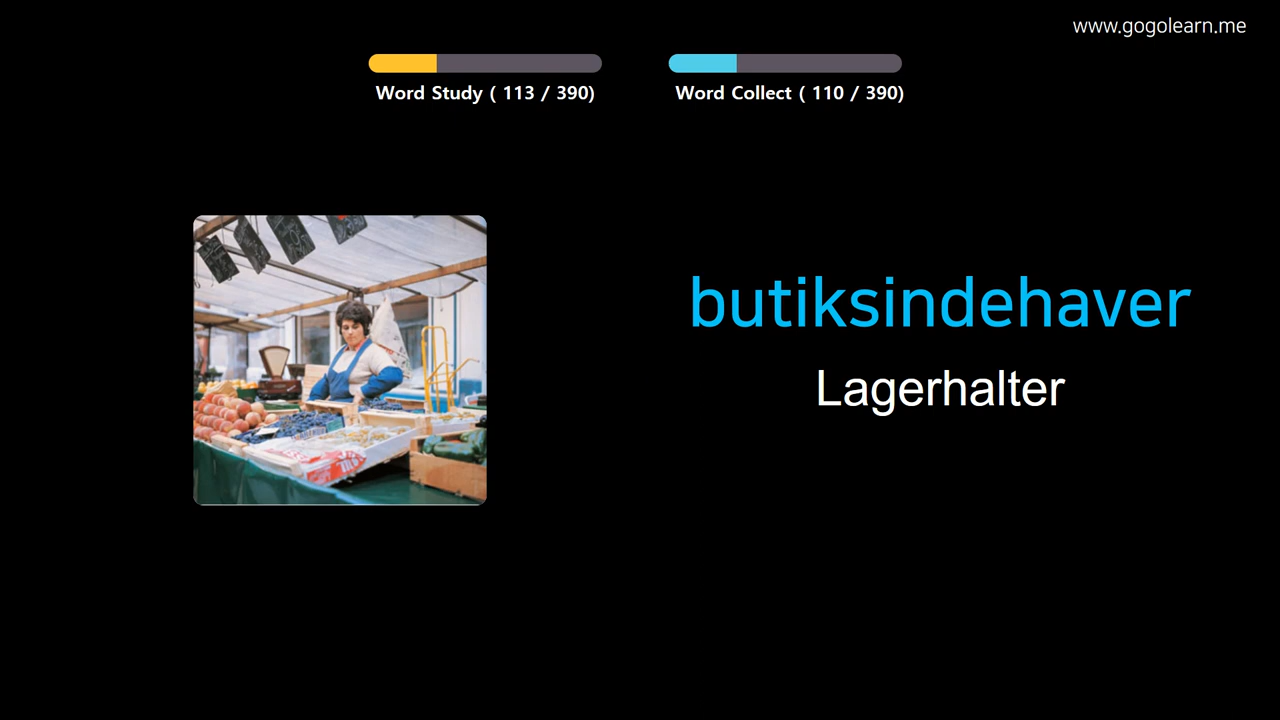 www.gogolearn.me
Word Study ( 113 / 390)
Word Collect ( 110 / 390)
butiksindehaver
Lagerhalter